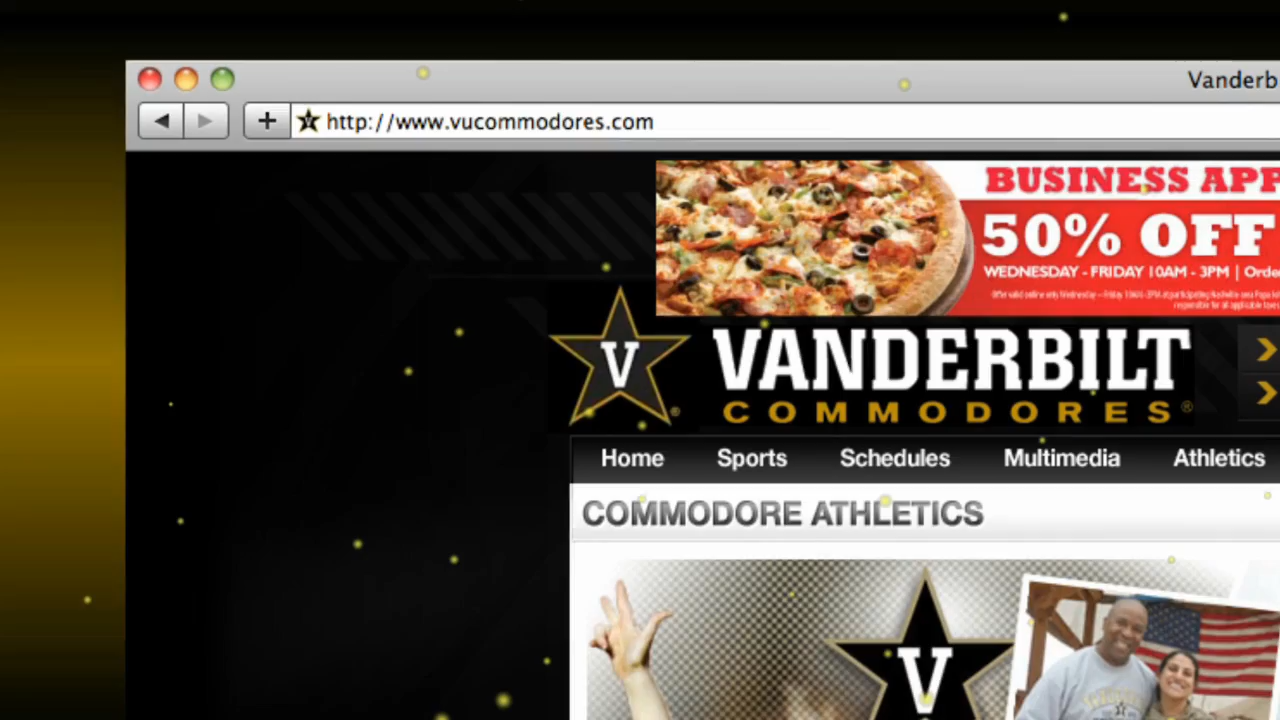 Vanderb
http://www.vucommodores.com
BUSINESS APP
50% OFF
WEDNESDAY - FRIDAY 10AM - 3PM | Orde
V
VANDERBILT
COMMODORES®
Home Sports Schedules Multimedia Athletics
COMMODORE ATHLETICS
V